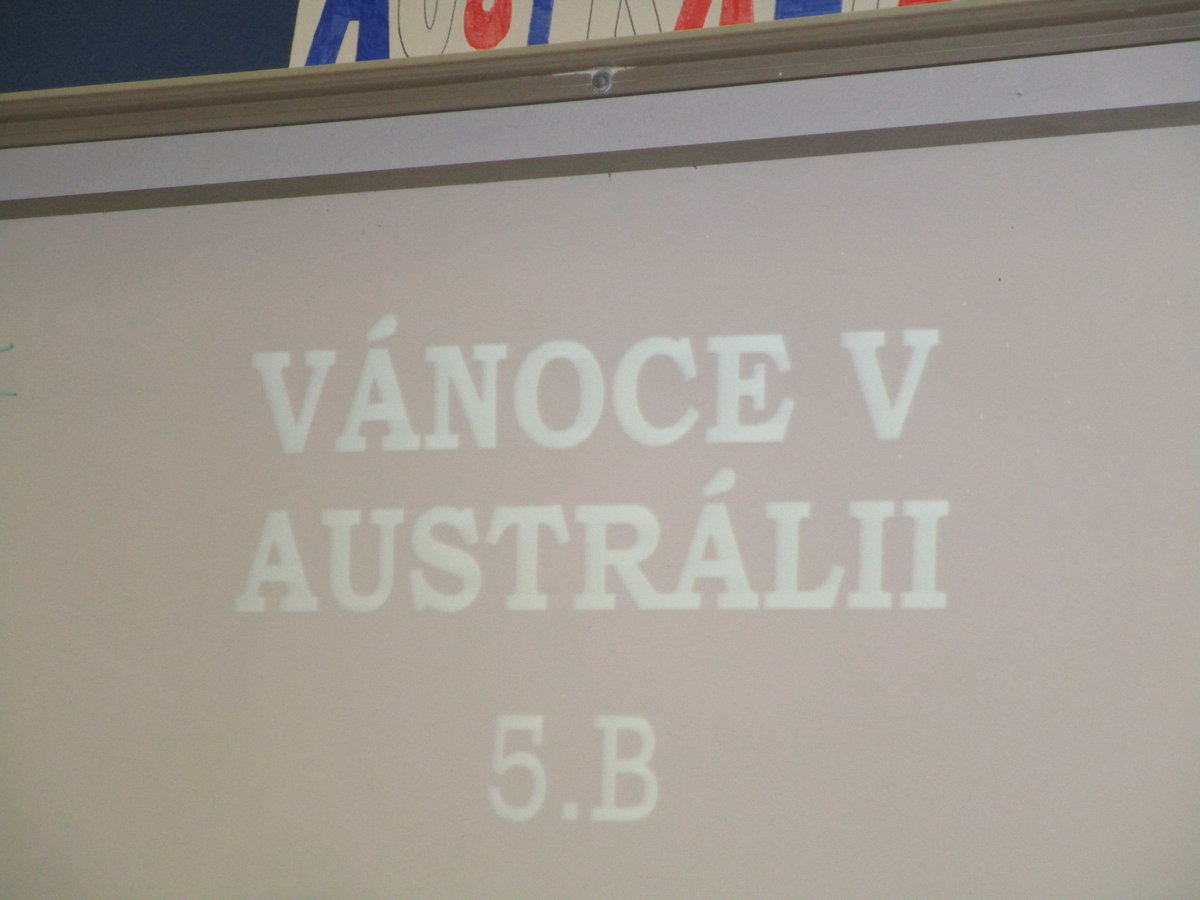 VÁNOCE V
AUSTRÁLII
5.B